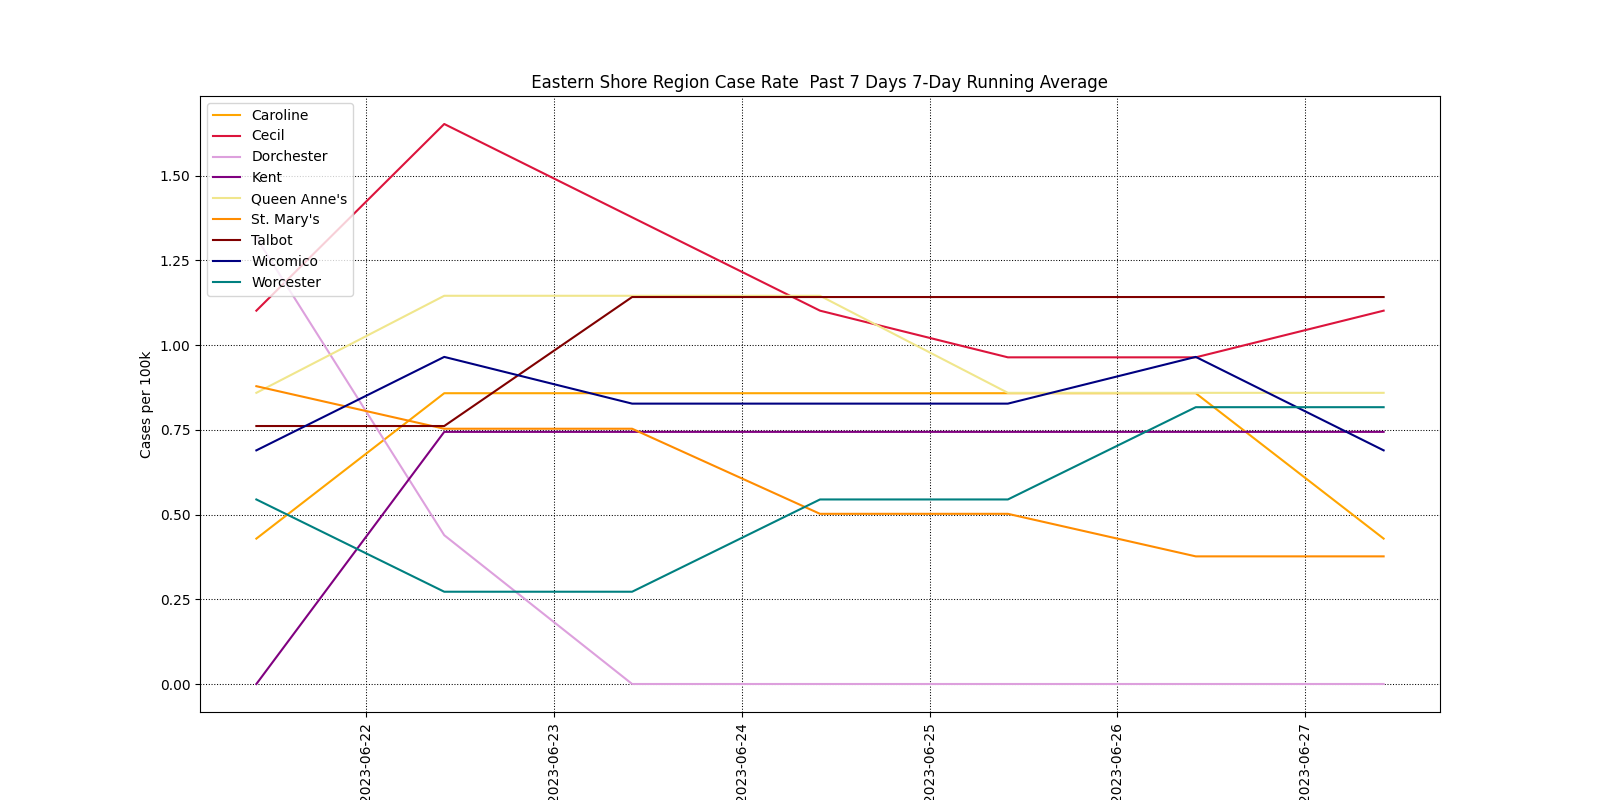 Eastern Shore Region Case Rate  Past 7 Days 7-Day Running Average
Caroline
Cecil
Dorchester
Kent
Queen Anne's
St. Mary's
Talbot
Wicomico
Worcester
Cases per 100k
1.50
1.25
1.00
0.75
0.50
0.25
0.00
2023-06-22
2023-06-23
2023-06-24
2023-06-25
2023-06-26
2023-06-27